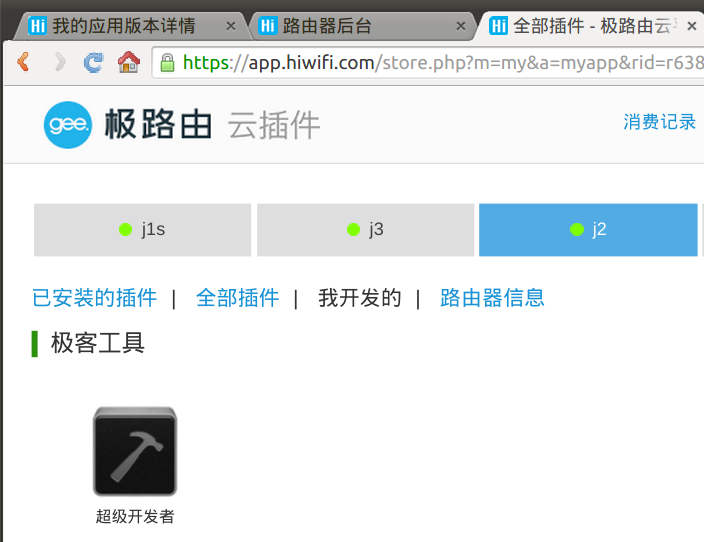 Hi 我的应用版本详情 × Hi 路由器后台 × Hi 全部插件 - 极路由云 ×
https://app.hiwifi.com/store.php?m=my&a=myapp&rid=r638
gee. 极路由 云插件 消费记录
j1s j3 j2
已安装的插件 | 全部插件 | 我开发的 | 路由器信息
极客工具
超级开发者